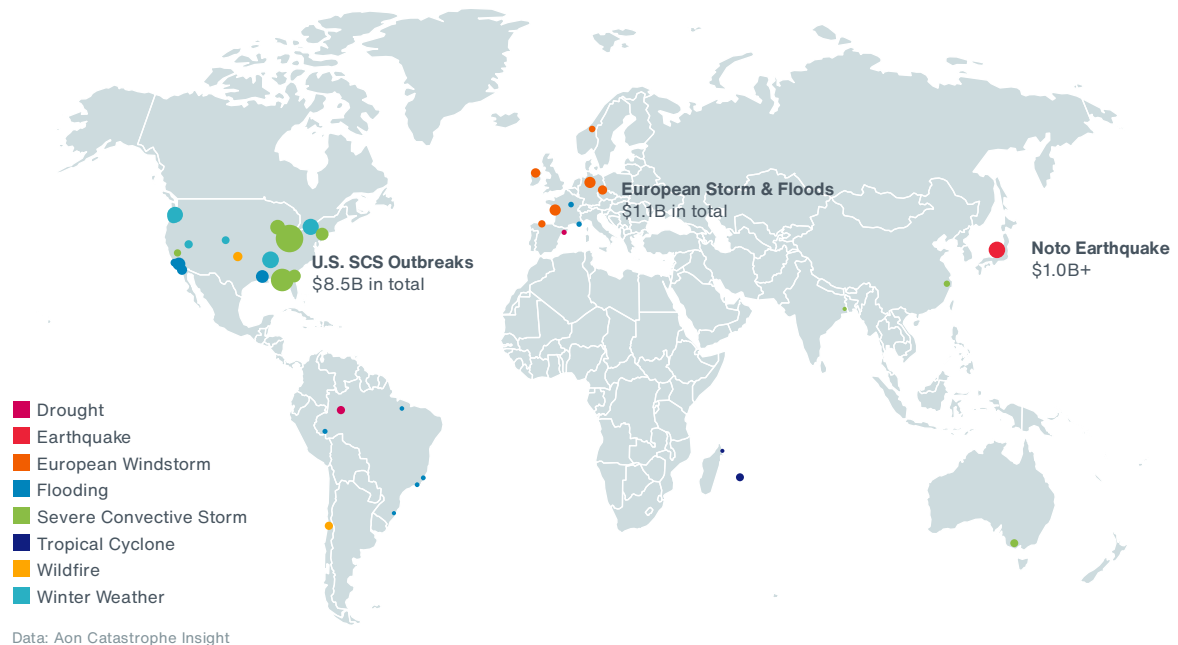 European Storm & Floods
$1.1B in total
Noto Earthquake
$1.0B+
U.S. SCS Outbreaks
$8.5B in total
Drought
Earthquake
European Windstorm
Flooding
Severe Convective Storm
Tropical Cyclone
Wildfire
Winter Weather
Data: Aon Catastrophe Insight